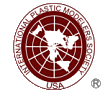 INTERNATIONAL PLASTIC MODELERS SOCIETY
USA
®